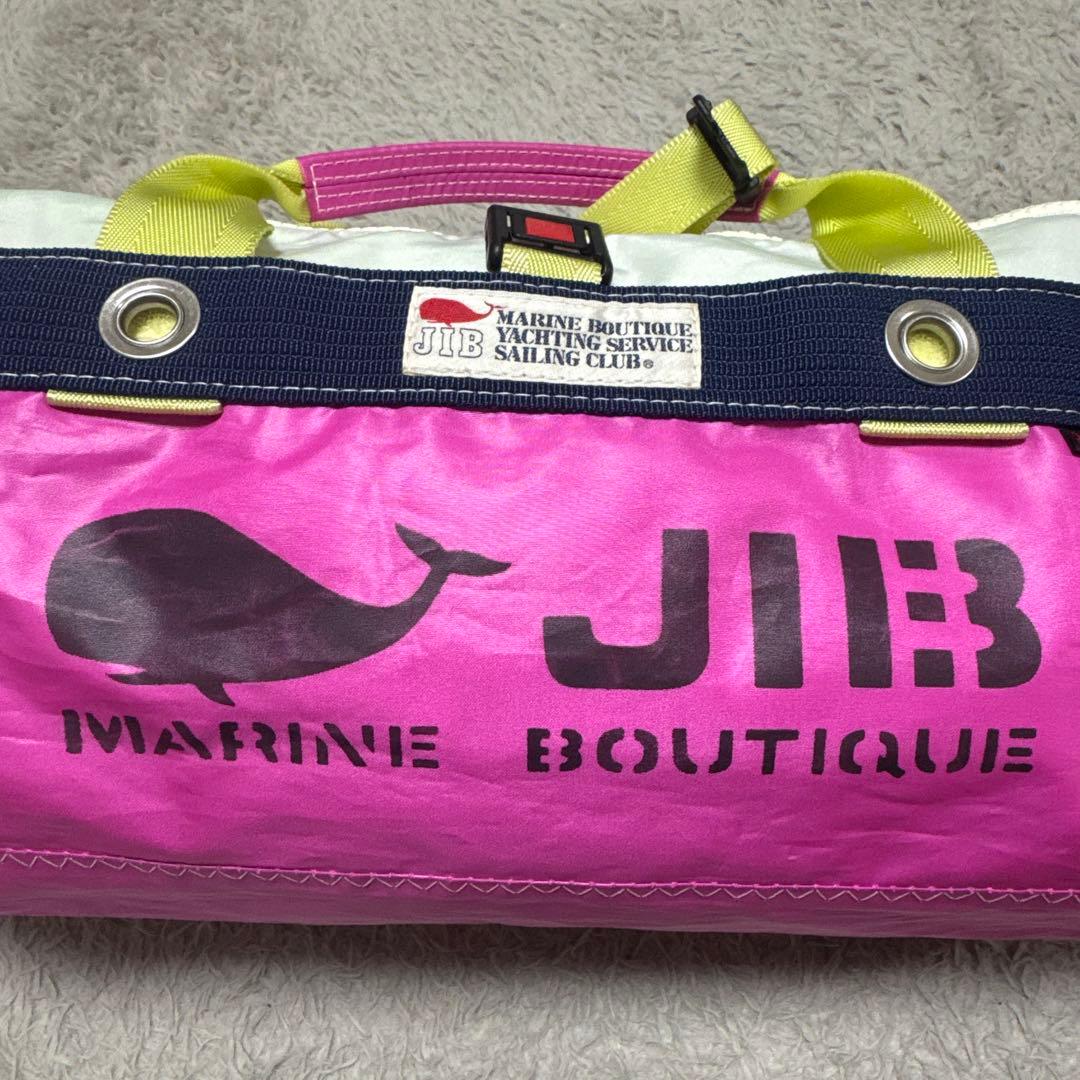 JIB MARINE BOUTIQUE
YACHTING SERVICE
SAILING CLUB®
JIB
MARINE BOUTIQUE